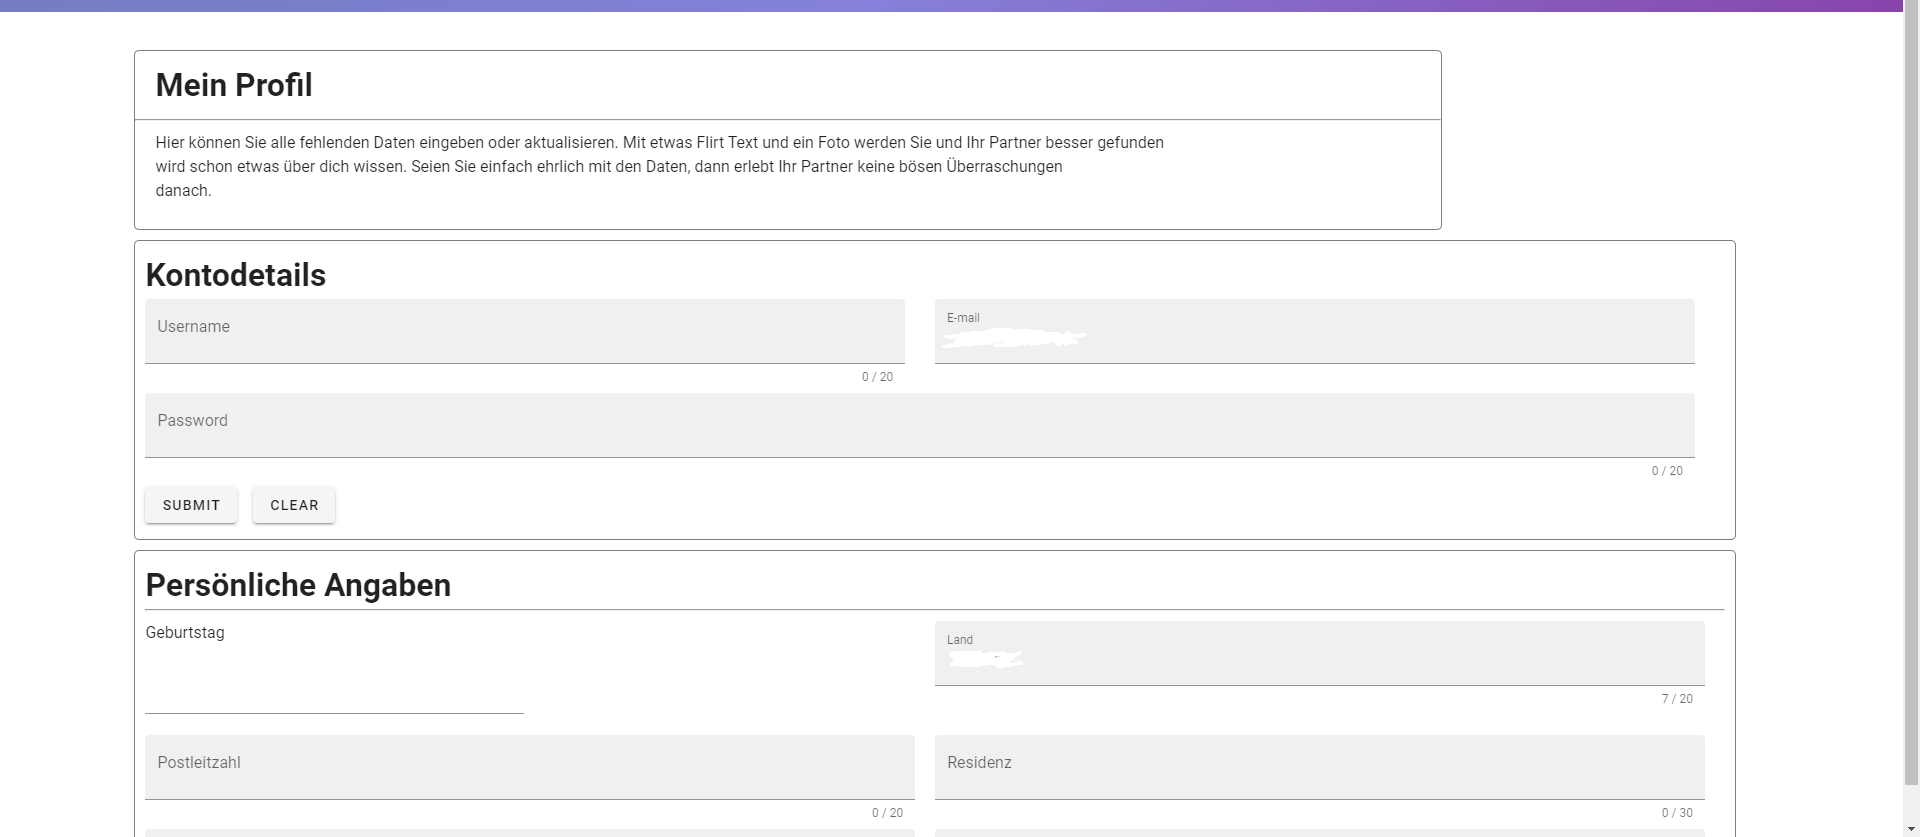 Mein Profil
Hier können Sie alle fehlenden Daten eingeben oder aktualisieren. Mit etwas Flirt Text und ein Foto werden Sie und Ihr Partner besser gefunden
wird schon etwas über dich wissen. Seien Sie einfach ehrlich mit den Daten, dann erlebt Ihr Partner keine bösen Überraschungen
danach.
Kontodetails
Username
0 / 20
E-mail
Password
0 / 20
SUBMIT
CLEAR
Persönliche Angaben
Geburtstag
Land
7 / 20
Postleitzahl
0 / 20
Residenz
0 / 30